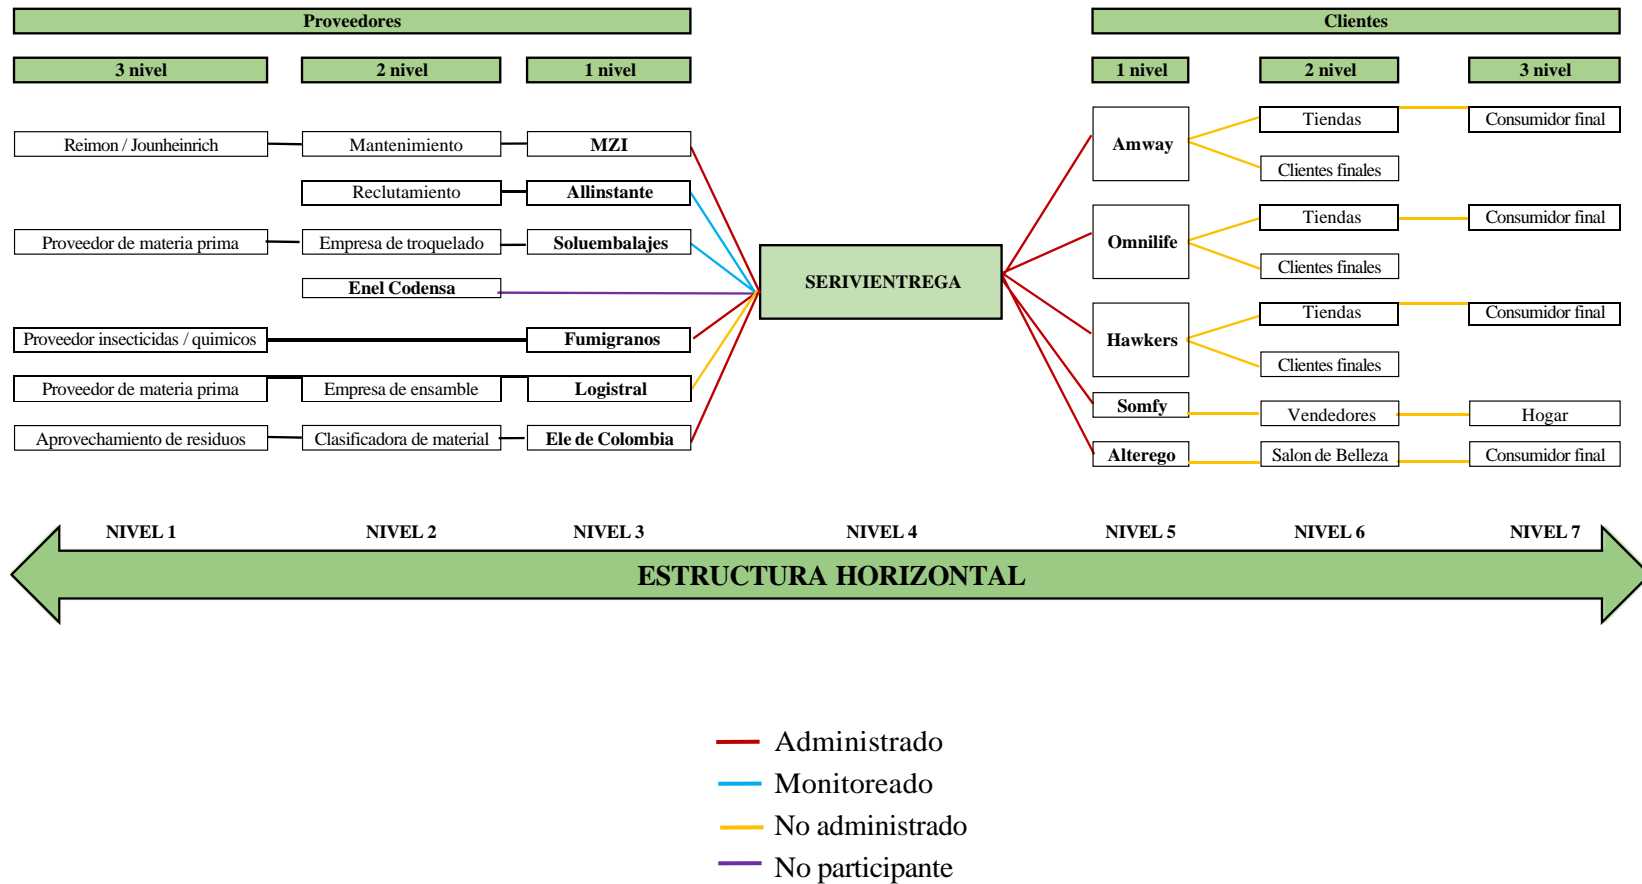 Proveedores
Clientes
3 nivel
2 nivel
1 nivel
1 nivel
2 nivel
3 nivel
Reimon / Jounheinrich
Mantenimiento
MZI
Reclutamiento
Allinstante
Proveedor de materia prima
Empresa de troquelado
Soluembalajes
Enel Codensa
Proveedor insecticidas / quimicos
Fumigranos
Proveedor de materia prima
Empresa de ensamble
Logistral
Aprovechamiento de residuos
Clasificadora de material
Ele de Colombia
SERIVIENTREGA
Amway
Tiendas
Consumidor final
Clientes finales
Omnilife
Tiendas
Consumidor final
Clientes finales
Hawkers
Tiendas
Consumidor final
Clientes finales
Somfy
Vendedores
Hogar
Alterego
Salon de Belleza
Consumidor final
NIVEL 1
NIVEL 2
NIVEL 3
NIVEL 4
NIVEL 5
NIVEL 6
NIVEL 7
ESTRUCTURA HORIZONTAL
Administrado
Monitoreado
No administrado
No participante